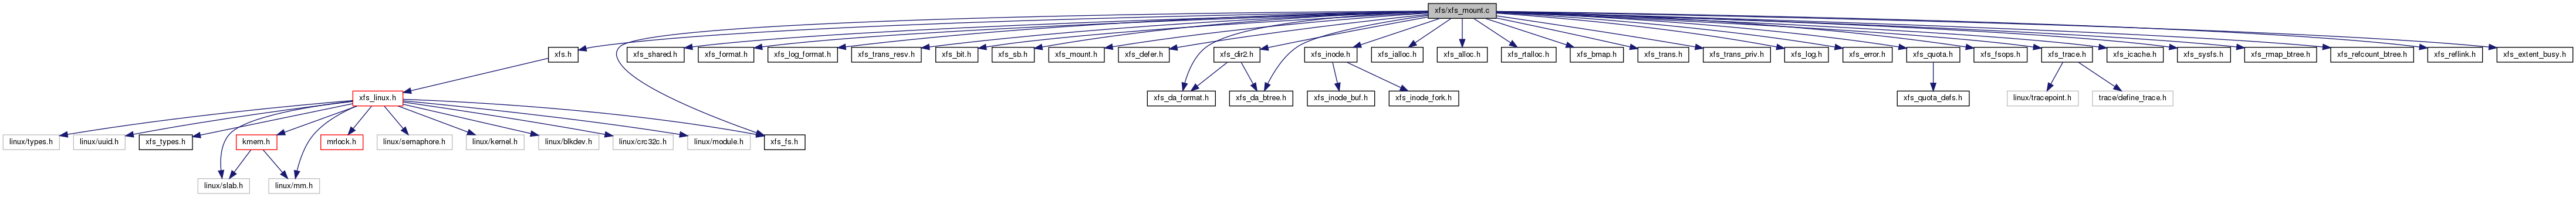 xfs/xfs_mount.c
xfs.h
xfs_shared.h
xfs_format.h
xfs_log_format.h
xfs_trans_resv.h
xfs_bit.h
xfs_sb.h
xfs_mount.h
xfs_defer.h
xfs_dir2.h
xfs_inode.h
xfs_ialloc.h
xfs_alloc.h
xfs_rtalloc.h
xfs_bmap.h
xfs_trans.h
xfs_trans_priv.h
xfs_log.h
xfs_error.h
xfs_quota.h
xfs_fsops.h
xfs_trace.h
xfs_icache.h
xfs_sysfs.h
xfs_rmap_btree.h
xfs_refcount_btree.h
xfs_reflink.h
xfs_extent_busy.h
xfs_linux.h
xfs_da_format.h
xfs_da_btree.h
xfs_inode_buf.h
xfs_inode_fork.h
xfs_quota_defs.h
linux/tracepoint.h
trace/define_trace.h
linux/types.h
linux/uuid.h
xfs_types.h
kmem.h
mrlock.h
linux/semaphore.h
linux/kernel.h
linux/blkdev.h
linux/crc32c.h
linux/module.h
xfs_fs.h
linux/slab.h
linux/mm.h